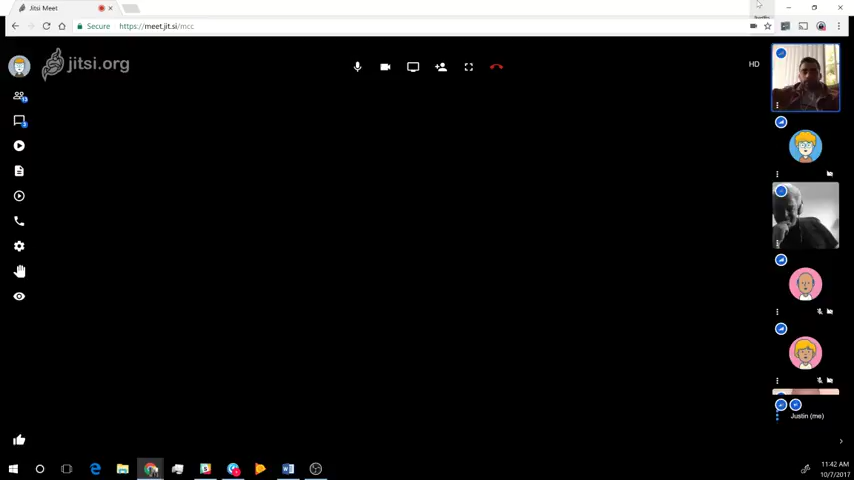 Jitsi Meet
Secure
https://meet.jit.si/mcc
Justin
jitsi.org
HD
Justin (me)
11:42 AM
10/7/2017